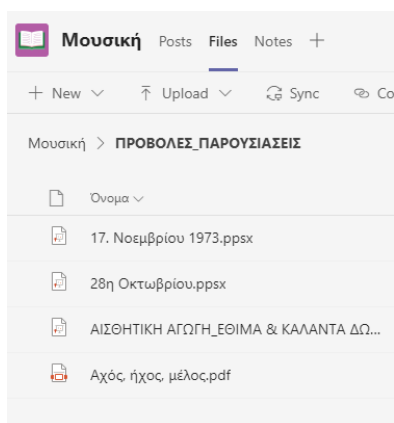 Μουσική Posts Files Notes +
+ New Upload Sync Co
Μουσική > ΠΡΟΒΟΛΕΣ_ΠΑΡΟΥΣΙΑΣΕΙΣ
Όνομα
17. Νοεμβρίου 1973.ppsx
28η Οκτωβρίου.ppsx
ΑΙΣΘΗΤΙΚΗ ΑΓΩΓΗ_ΕΘΙΜΑ & ΚΑΛΑΝΤΑ ΔΩ...
Αχός, ήχος, μέλος.pdf